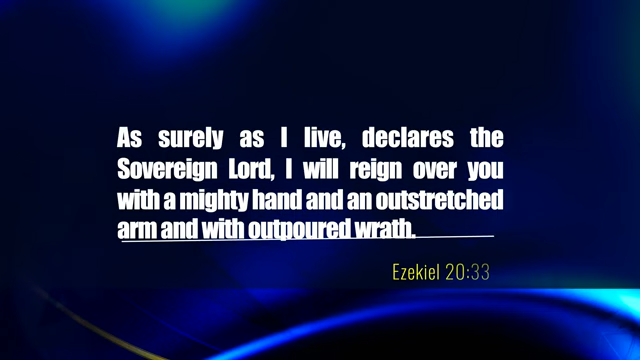 As surely as I live, declares the
Sovereign Lord, I will reign over you
with a mighty hand and an outstretched
arm and with outpoured wrath.
Ezekiel 20:33